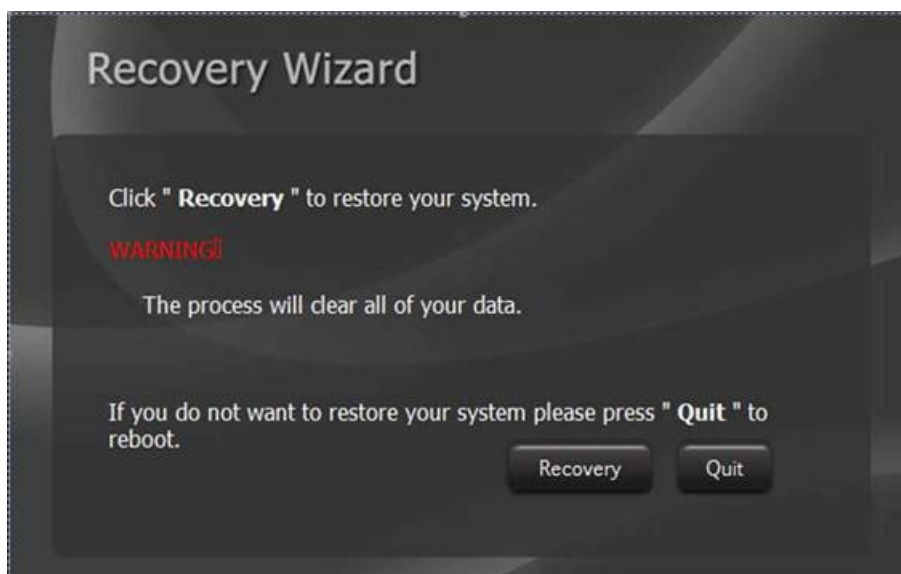 Recovery Wizard
Click " Recovery " to restore your system.
WARNING
The process will clear all of your data.
If you do not want to restore your system please press " Quit " to
reboot.
Recovery Quit